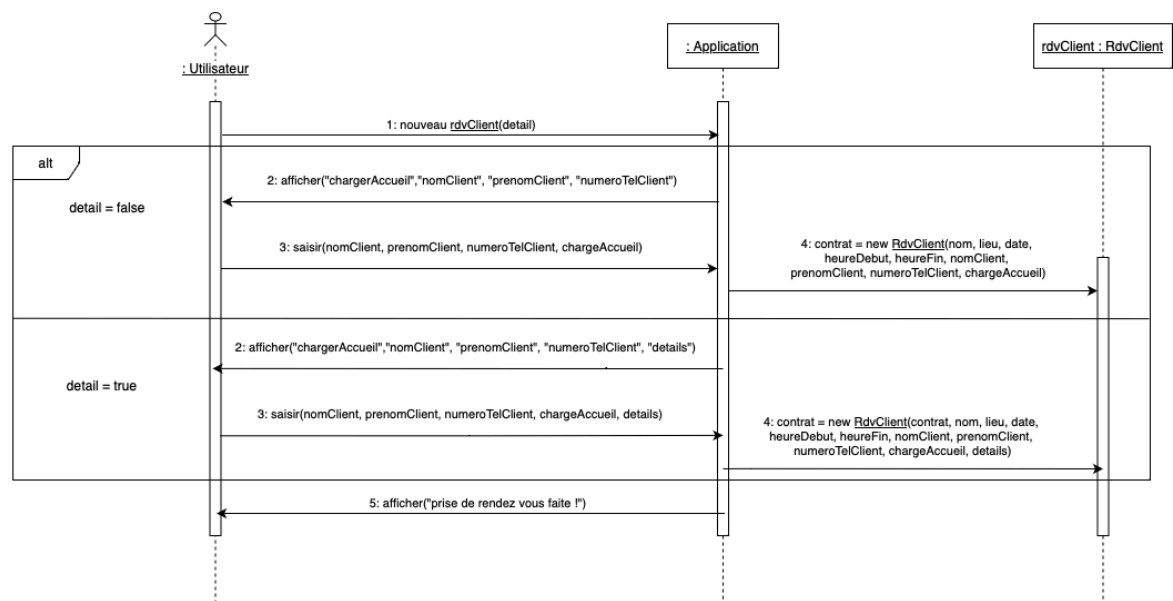 : Utilisateur
: Application
rdvClient : RdvClient
1: nouveau rdvClient(detail)
alt
detail = false
2: afficher("chargerAccueil","nomClient", "prenomClient", "numeroTelClient")
3: saisir(nomClient, prenomClient, numeroTelClient, chargeAccueil)
4: contrat = new RdvClient(nom, lieu, date,
heureDebut, heureFin, nomClient,
prenomClient, numeroTelClient, chargeAccueil)
detail = true
2: afficher("chargerAccueil","nomClient", "prenomClient", "numeroTelClient", "details")
3: saisir(nomClient, prenomClient, numeroTelClient, chargeAccueil, details)
4: contrat = new RdvClient(contrat, nom, lieu, date,
heureDebut, heureFin, nomClient, prenomClient,
numeroTelClient, chargeAccueil, details)
5: afficher("prise de rendez vous faite !")